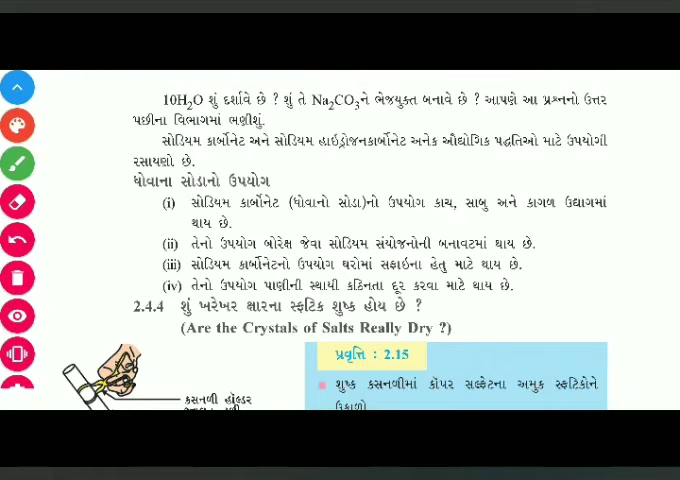 10H₂O શું દર્શાવે છે ? શું તે Na₂CO₃ને ભેજયુક્ત બનાવે છે ? આપણે આ પ્રશ્નનો ઉત્તર
પછીના વિભાગમાં ભણીશું.
સોડિયમ કાર્બોનેટ અને સોડિયમ હાઈડ્રોજનકાર્બોનેટ અનેક ઔદ્યોગિક પદ્ધતિઓ માટે ઉપયોગી
રસાયણો છે.
ધોવાના સોડાનો ઉપયોગ
(i) સોડિયમ કાર્બોનેટ (ધોવાનો સોડા)નો ઉપયોગ કાચ, સાબુ અને કાગળ ઉદ્યાગમાં
થાય છે.
(ii) તેનો ઉપયોગ બોરેક્ષ જેવા સોડિયમ સંયોજનોની બનાવટમાં થાય છે.
(iii) સોડિયમ કાર્બોનેટનો ઉપયોગ ઘરોમાં સફાઇના હેતુ માટે થાય છે.
(iv) તેનો ઉપયોગ પાણીની સ્થાયી કઠિનતા દૂર કરવા માટે થાય છે.
2.4.4 શું ખરેખર ક્ષારના સ્ફટિક શુષ્ક હોય છે ?
(Are the Crystals of Salts Really Dry ?)
પ્રવૃત્તિ : 2.15
શુષ્ક કસનળીમાં કૉપર સલ્ફેટના અમુક સ્ફટિકોને
ઉકાળો
કસનળી હૉલ્ડર